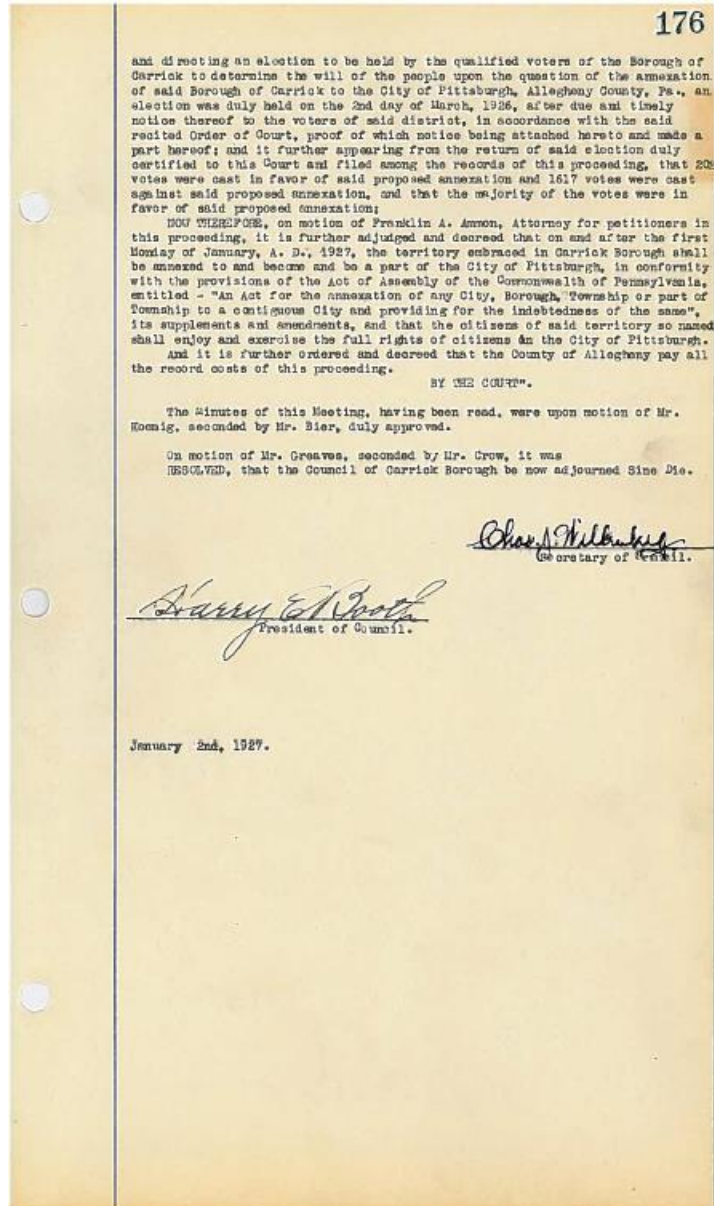 176
and directing an election to be held by the qualified voters of the Borough of
Carrick to determine the will of the people upon the question of the annexation
of said Borough of Carrick to the City of Pittsburgh, Allegheny County, Pa., an
election was duly held on the 2nd day of March, 1926, after due and timely
notice thereof to the voters of said district, in accordance with the said
recited Order of Court, proof of which notice being attached hereto and made a
part hereof; and it further appearing from the return of said election duly
certified to this Court and filed among the records of this proceeding, that
votes were cast in favor of said proposed annexation and 1617 votes were cast
against said proposed annexation, and that the majority of the votes were in
favor of said proposed annexation;
NOW THEREFORE, on motion of Franklin A. Ammon, Attorney for petitioners in
this proceeding, it is further adjudged and decreed that on and after the first
Monday of January, A. D., 1927, the territory embraced in Carrick Borough shall
be annexed to and become and be a part of the City of Pittsburgh, in conformity
with the provisions of the Act of Assembly of the Commonwealth of Pennsylvania,
entitled - "An Act for the annexation of any City, Borough, Township or part of
Township to a contiguous City and providing for the indebtedness of the same",
its supplements and amendments, and that the citizens of said territory so named
shall enjoy and exercise the full rights of citizens in the City of Pittsburgh.
And it is further ordered and decreed that the County of Allegheny pay all
the record costs of this proceeding.
BY THE COURT".
The Minutes of this Meeting, having been read, were upon motion of Mr.
Koenig, seconded by Mr. Bier, duly approved.
On motion of Mr. Greaves, seconded by Mr. Crow, it was
RESOLVED, that the Council of Carrick Borough be now adjourned Sine Die.
Chas. J.
Secretary of Council.
Harry E Booth
President of Council.
January 2nd, 1927.